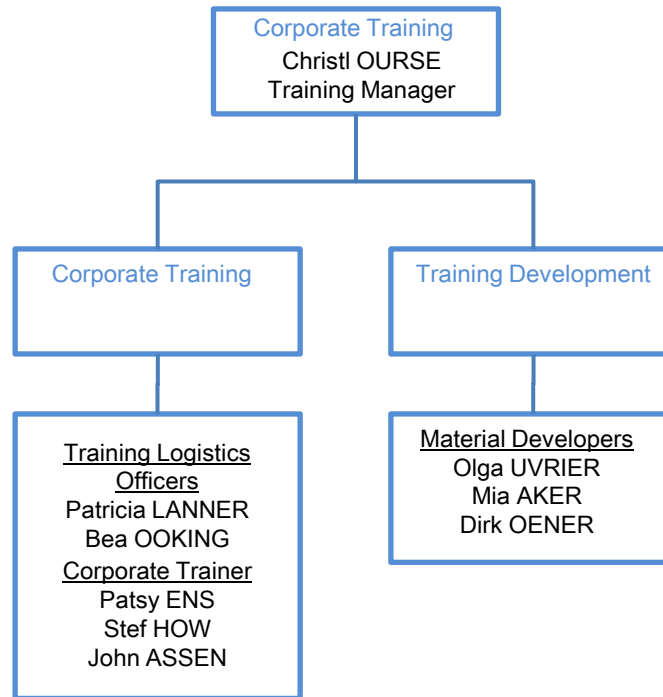 Corporate Training
Christl OURSE
Training Manager
Corporate Training
Training Development
Training Logistics
Officers
Patricia LANNER
Bea OOKING
Corporate Trainer
Patsy ENS
Stef HOW
John ASSEN
Material Developers
Olga UVRIER
Mia AKER
Dirk OENER